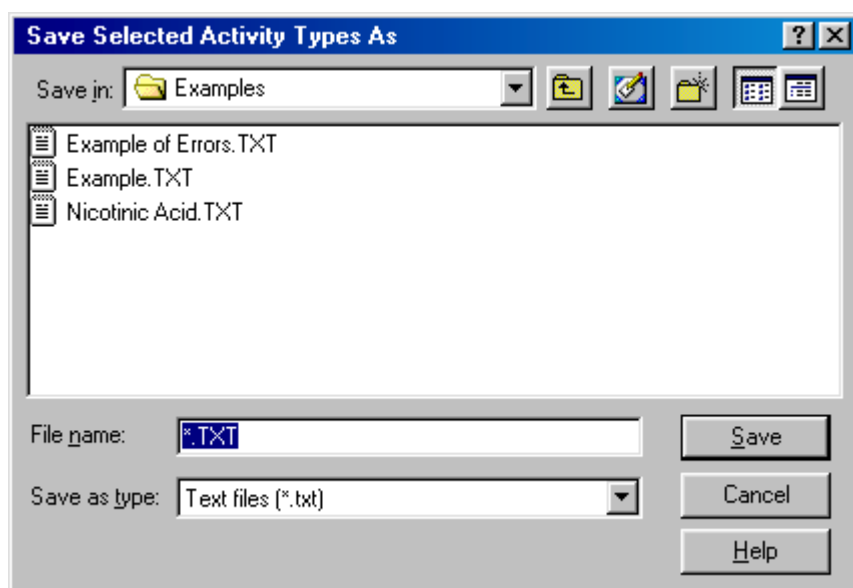 Save Selected Activity Types As
Save in: Examples
Example of Errors.TXT
Example.TXT
Nicotinic Acid.TXT
File name: *.TXT Save
Save as type: Text files (*.txt) Cancel
Help